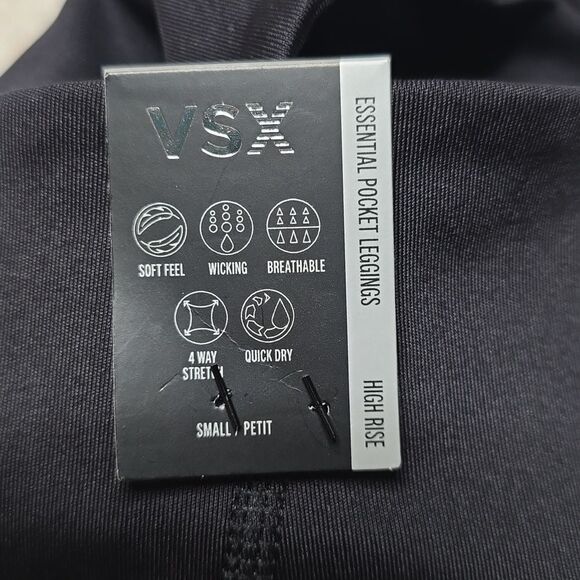 VSX
SOFT FEEL
WICKING
BREATHABLE
4 WAY
STRETCH
QUICK DRY
SMALL / PETIT
ESSENTIAL POCKET LEGGINGS
HIGH RISE